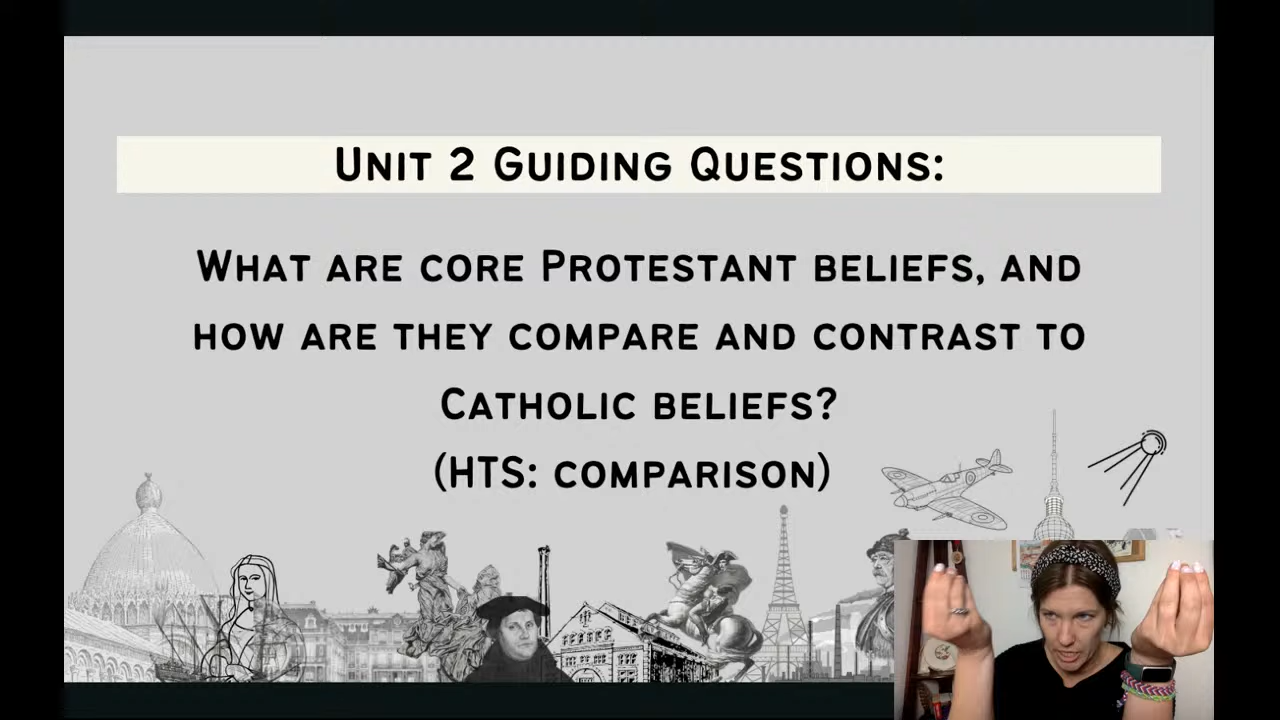 Unit 2 Guiding Questions:
What are core Protestant beliefs, and
how are they compare and contrast to
Catholic beliefs?
(HTS: comparison)